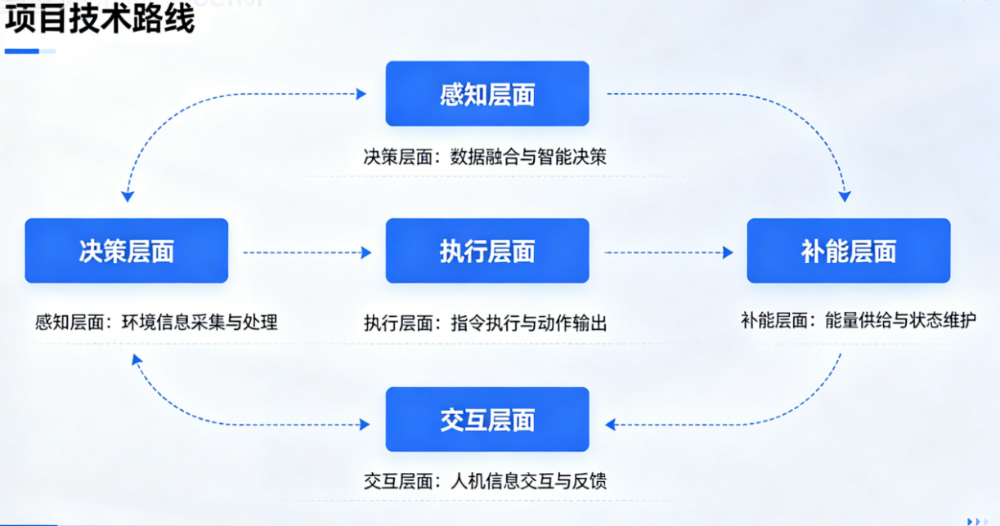 项目技术路线
感知层面
决策层面：数据融合与智能决策
决策层面
执行层面
补能层面
感知层面：环境信息采集与处理
执行层面：指令执行与动作输出
补能层面：能量供给与状态维护
交互层面
交互层面：人机信息交互与反馈